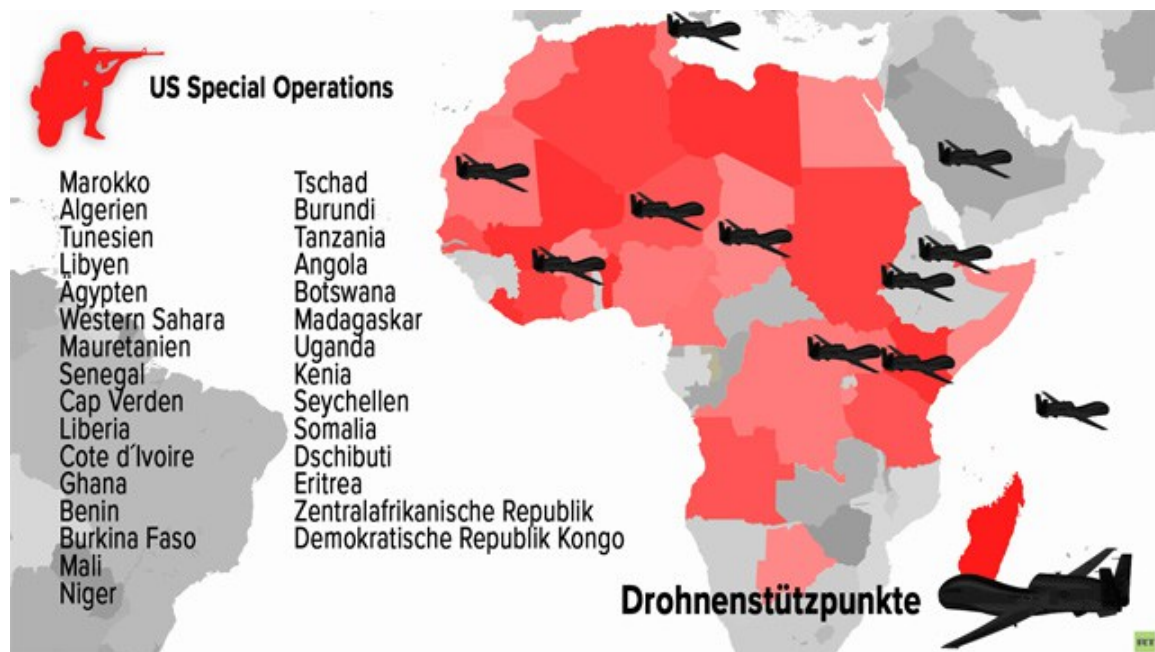 US Special Operations
Marokko
Algerien
Tunesien
Libyen
Ägypten
Western Sahara
Mauretanien
Senegal
Cap Verden
Liberia
Cote d´Ivoire
Ghana
Benin
Burkina Faso
Mali
Niger
Tschad
Burundi
Tanzania
Angola
Botswana
Madagaskar
Uganda
Kenia
Seychellen
Somalia
Dschibuti
Eritrea
Zentralafrikanische Republik
Demokratische Republik Kongo
Drohnenstützpunkte
RT